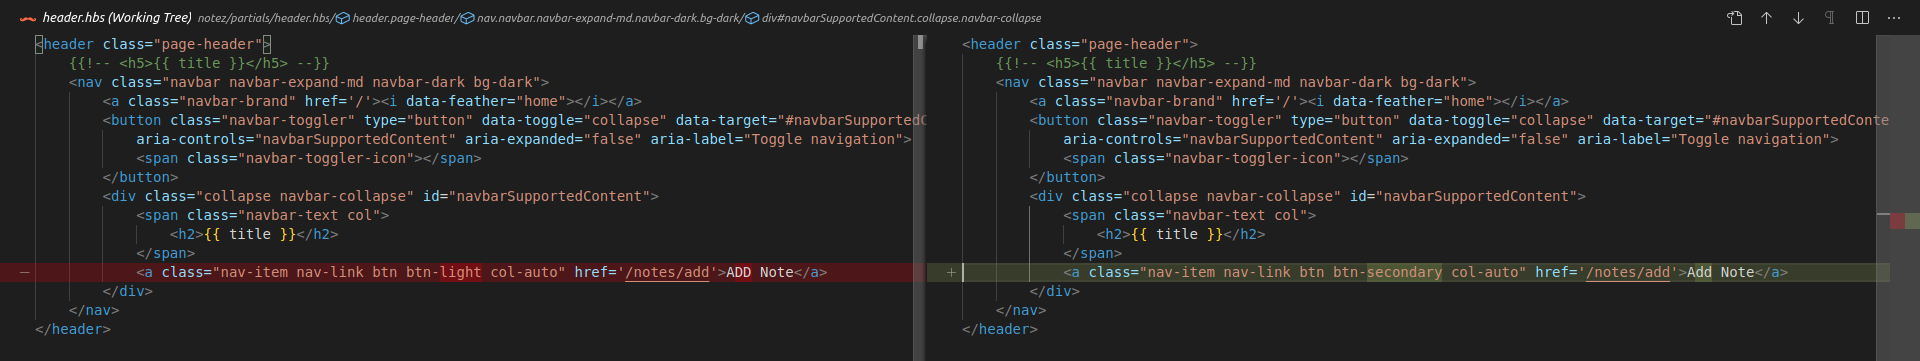 header.hbs (Working Tree) notez/partials/header.hbs/header.page-header/nav.navbar.navbar-expand-md.navbar-dark.bg-dark/div#navbarSupportedContent.collapse.navbar-collapse
<header class="page-header">
{{!-- <h5>{{ title }}</h5> --}}
<nav class="navbar navbar-expand-md navbar-dark bg-dark">
<a class="navbar-brand" href='/'><i data-feather="home"></i></a>
<button class="navbar-toggler" type="button" data-toggle="collapse" data-target="#navbarSupportedC
aria-controls="navbarSupportedContent" aria-expanded="false" aria-label="Toggle navigation">
<span class="navbar-toggler-icon"></span>
</button>
<div class="collapse navbar-collapse" id="navbarSupportedContent">
<span class="navbar-text col">
<h2>{{ title }}</h2>
</span>
− <a class="nav-item nav-link btn btn-light col-auto" href='/notes/add'>ADD Note</a>
</div>
</nav>
</header>
<header class="page-header">
{{!-- <h5>{{ title }}</h5> --}}
<nav class="navbar navbar-expand-md navbar-dark bg-dark">
<a class="navbar-brand" href='/'><i data-feather="home"></i></a>
<button class="navbar-toggler" type="button" data-toggle="collapse" data-target="#navbarSupportedConte
aria-controls="navbarSupportedContent" aria-expanded="false" aria-label="Toggle navigation">
<span class="navbar-toggler-icon"></span>
</button>
<div class="collapse navbar-collapse" id="navbarSupportedContent">
<span class="navbar-text col">
<h2>{{ title }}</h2>
</span>
+ <a class="nav-item nav-link btn btn-secondary col-auto" href='/notes/add'>Add Note</a>
</div>
</nav>
</header>